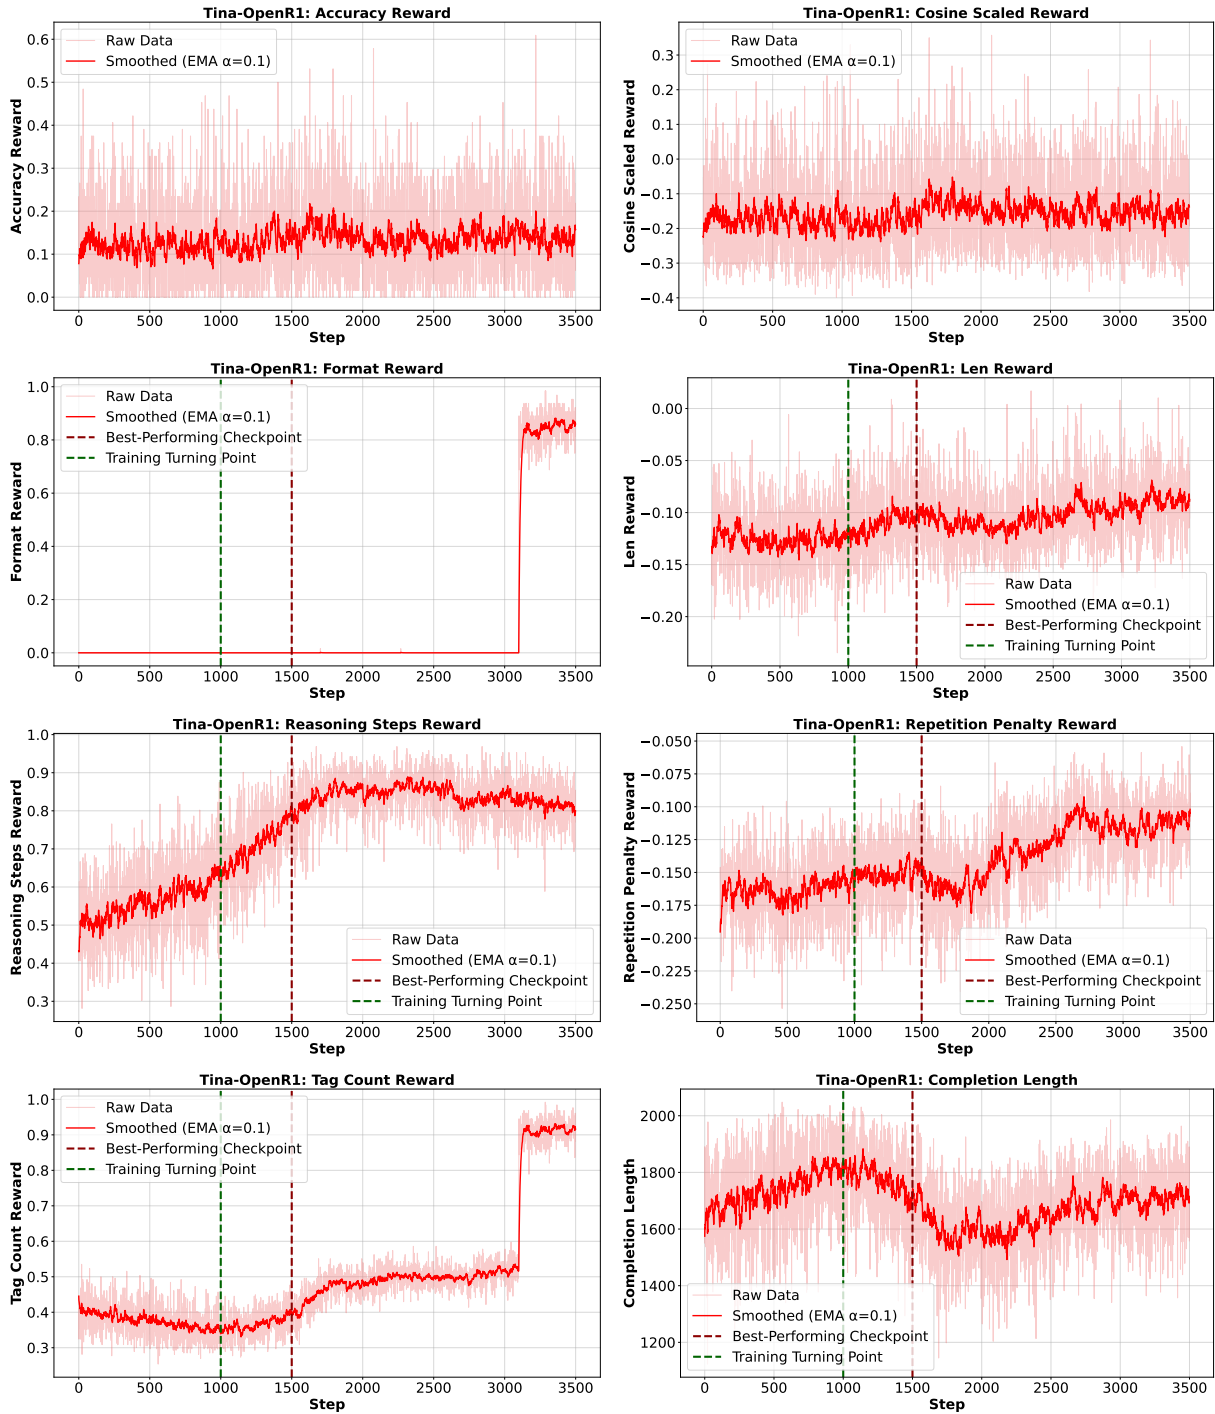 Tina-OpenR1: Accuracy Reward
Accuracy Reward
0.6
0.5
0.4
0.3
0.2
0.1
0.0
Raw Data
Smoothed (EMA α=0.1)
0 500 1000 1500 2000 2500 3000 3500
Step
Tina-OpenR1: Cosine Scaled Reward
Cosine Scaled Reward
0.3
0.2
0.1
0.0
−0.1
−0.2
−0.3
−0.4
Raw Data
Smoothed (EMA α=0.1)
0 500 1000 1500 2000 2500 3000 3500
Step
Tina-OpenR1: Format Reward
Format Reward
1.0
0.8
0.6
0.4
0.2
0.0
Raw Data
Smoothed (EMA α=0.1)
Best-Performing Checkpoint
Training Turning Point
0 500 1000 1500 2000 2500 3000 3500
Step
Tina-OpenR1: Len Reward
Len Reward
0.00
−0.05
−0.10
−0.15
−0.20
Raw Data
Smoothed (EMA α=0.1)
Best-Performing Checkpoint
Training Turning Point
0 500 1000 1500 2000 2500 3000 3500
Step
Tina-OpenR1: Reasoning Steps Reward
Reasoning Steps Reward
1.0
0.9
0.8
0.7
0.6
0.5
0.4
0.3
Raw Data
Smoothed (EMA α=0.1)
Best-Performing Checkpoint
Training Turning Point
0 500 1000 1500 2000 2500 3000 3500
Step
Tina-OpenR1: Repetition Penalty Reward
Repetition Penalty Reward
−0.050
−0.075
−0.100
−0.125
−0.150
−0.175
−0.200
−0.225
−0.250
Raw Data
Smoothed (EMA α=0.1)
Best-Performing Checkpoint
Training Turning Point
0 500 1000 1500 2000 2500 3000 3500
Step
Tina-OpenR1: Tag Count Reward
Tag Count Reward
1.0
0.9
0.8
0.7
0.6
0.5
0.4
0.3
Raw Data
Smoothed (EMA α=0.1)
Best-Performing Checkpoint
Training Turning Point
0 500 1000 1500 2000 2500 3000 3500
Step
Tina-OpenR1: Completion Length
Completion Length
2000
1800
1600
1400
1200
Raw Data
Smoothed (EMA α=0.1)
Best-Performing Checkpoint
Training Turning Point
0 500 1000 1500 2000 2500 3000 3500
Step